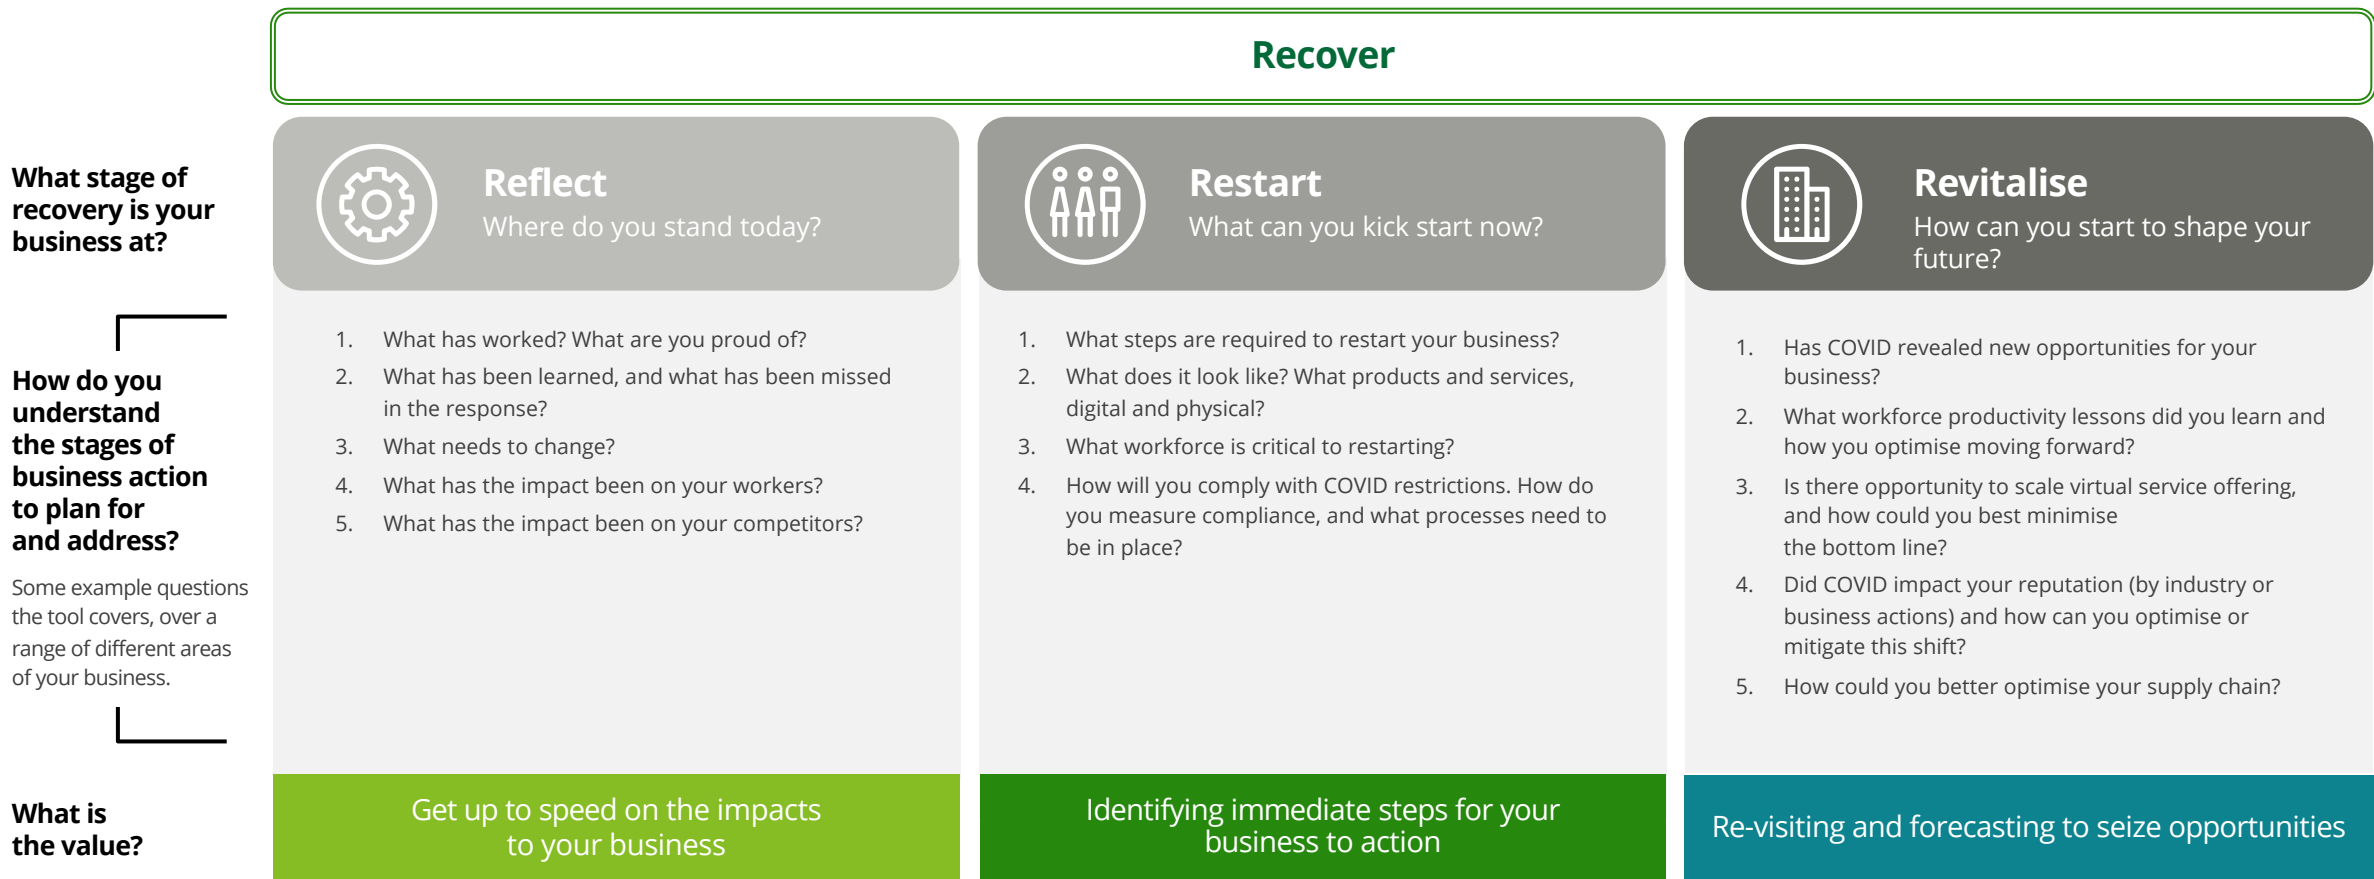 Recover
What stage of
recovery is your
business at?
Reflect
Where do you stand today?
Restart
What can you kick start now?
Revitalise
How can you start to shape your
future?
How do you
understand
the stages of
business action
to plan for
and address?
Some example questions
the tool covers, over a
range of different areas
of your business.
1. What has worked? What are you proud of?
2. What has been learned, and what has been missed
in the response?
3. What needs to change?
4. What has the impact been on your workers?
5. What has the impact been on your competitors?
1. What steps are required to restart your business?
2. What does it look like? What products and services,
digital and physical?
3. What workforce is critical to restarting?
4. How will you comply with COVID restrictions. How do
you measure compliance, and what processes need to
be in place?
1. Has COVID revealed new opportunities for your
business?
2. What workforce productivity lessons did you learn and
how you optimise moving forward?
3. Is there opportunity to scale virtual service offering,
and how could you best minimise
the bottom line?
4. Did COVID impact your reputation (by industry or
business actions) and how can you optimise or
mitigate this shift?
5. How could you better optimise your supply chain?
What is
the value?
Get up to speed on the impacts
to your business
Identifying immediate steps for your
business to action
Re-visiting and forecasting to seize opportunities